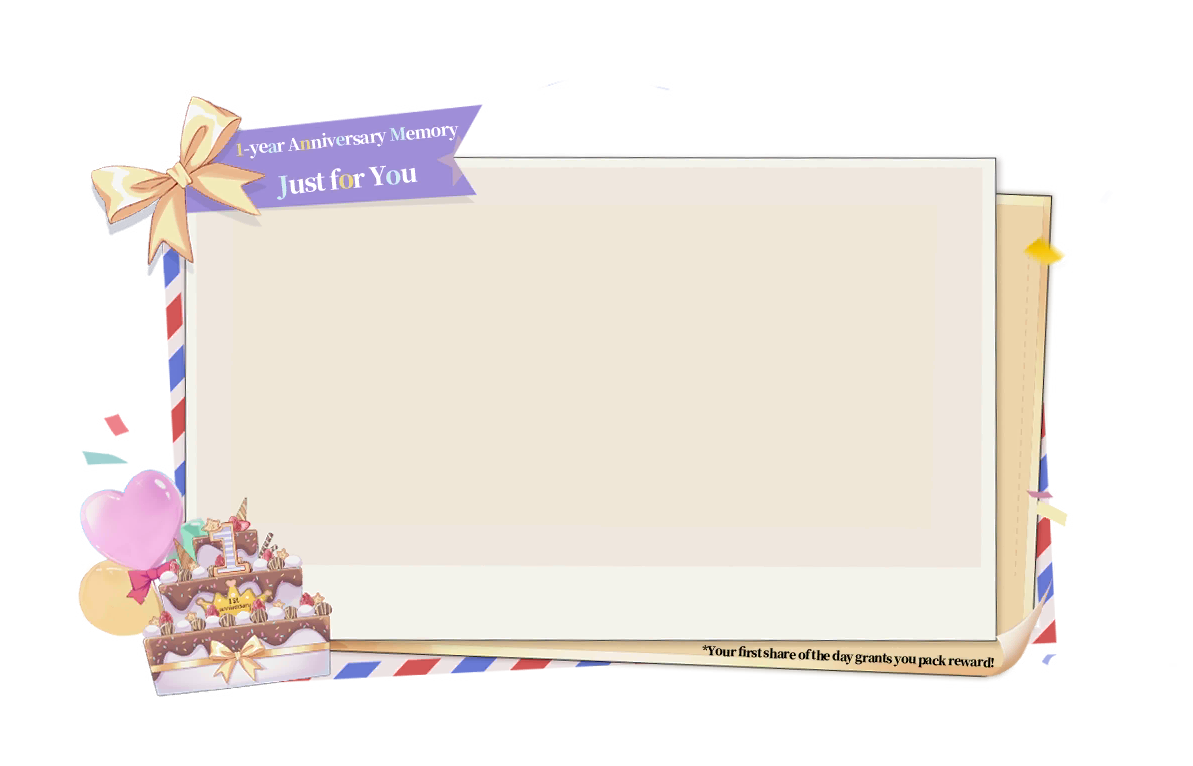 1-year Anniversary Memory
Just for You
1
1st
anniversary
*Your first share of the day grants you pack reward!